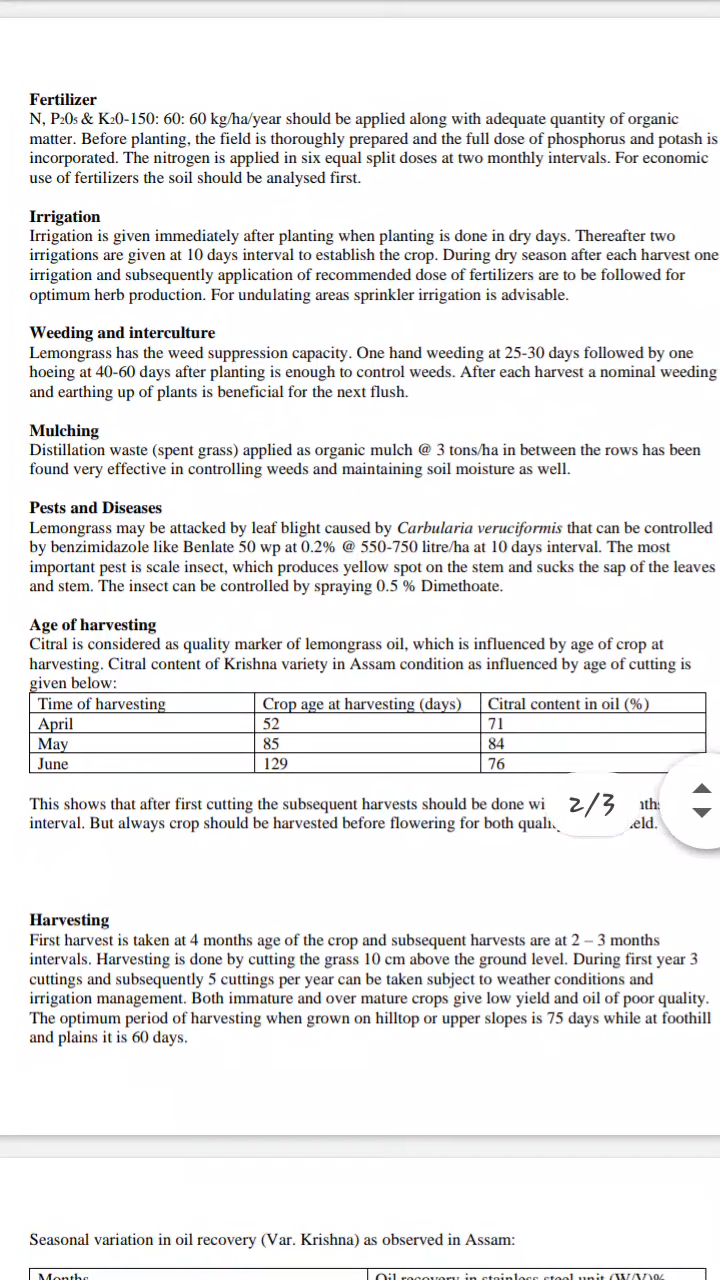 Fertilizer
N, P₂0₅ & K₂0-150: 60: 60 kg/ha/year should be applied along with adequate quantity of organic
matter. Before planting, the field is thoroughly prepared and the full dose of phosphorus and potash is
incorporated. The nitrogen is applied in six equal split doses at two monthly intervals. For economic
use of fertilizers the soil should be analysed first.
Irrigation
Irrigation is given immediately after planting when planting is done in dry days. Thereafter two
irrigations are given at 10 days interval to establish the crop. During dry season after each harvest one
irrigation and subsequently application of recommended dose of fertilizers are to be followed for
optimum herb production. For undulating areas sprinkler irrigation is advisable.
Weeding and interculture
Lemongrass has the weed suppression capacity. One hand weeding at 25-30 days followed by one
hoeing at 40-60 days after planting is enough to control weeds. After each harvest a nominal weeding
and earthing up of plants is beneficial for the next flush.
Mulching
Distillation waste (spent grass) applied as organic mulch @ 3 tons/ha in between the rows has been
found very effective in controlling weeds and maintaining soil moisture as well.
Pests and Diseases
Lemongrass may be attacked by leaf blight caused by Carbularia veruciformis that can be controlled
by benzimidazole like Benlate 50 wp at 0.2% @ 550-750 litre/ha at 10 days interval. The most
important pest is scale insect, which produces yellow spot on the stem and sucks the sap of the leaves
and stem. The insect can be controlled by spraying 0.5 % Dimethoate.
Age of harvesting
Citral is considered as quality marker of lemongrass oil, which is influenced by age of crop at
harvesting. Citral content of Krishna variety in Assam condition as influenced by age of cutting is
given below:
Time of harvesting Crop age at harvesting (days) Citral content in oil (%)
April 52 71
May 85 84
June 129 76
This shows that after first cutting the subsequent harvests should be done
2/3
interval. But always crop should be harvested before flowering for both
Harvesting
First harvest is taken at 4 months age of the crop and subsequent harvests are at 2 – 3 months
intervals. Harvesting is done by cutting the grass 10 cm above the ground level. During first year 3
cuttings and subsequently 5 cuttings per year can be taken subject to weather conditions and
irrigation management. Both immature and over mature crops give low yield and oil of poor quality.
The optimum period of harvesting when grown on hilltop or upper slopes is 75 days while at foothill
and plains it is 60 days.
Seasonal variation in oil recovery (Var. Krishna) as observed in Assam:
Months Oil recovery in stainless steel unit (W/V)%